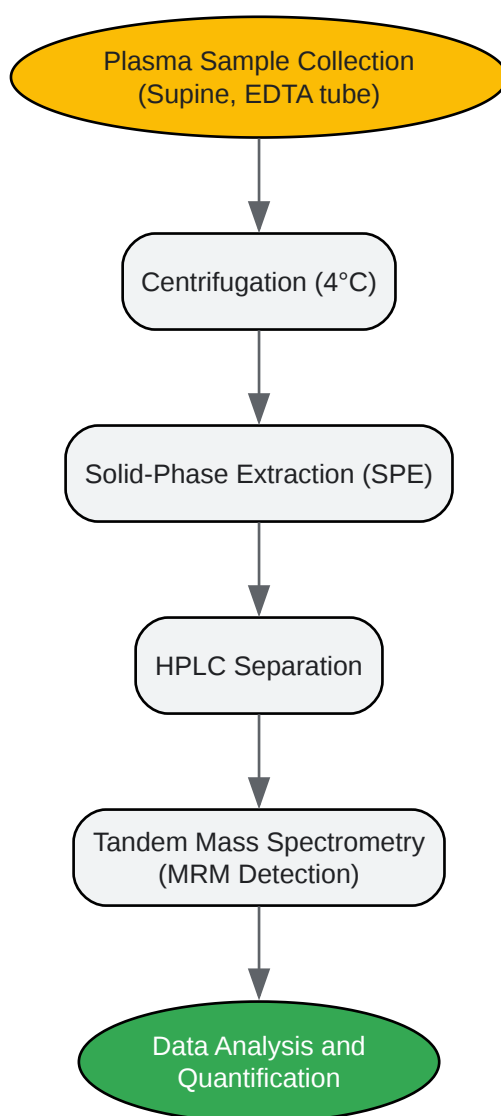 Plasma Sample Collection
(Supine, EDTA tube)
Centrifugation (4°C)
Solid-Phase Extraction (SPE)
HPLC Separation
Tandem Mass Spectrometry
(MRM Detection)
Data Analysis and
Quantification